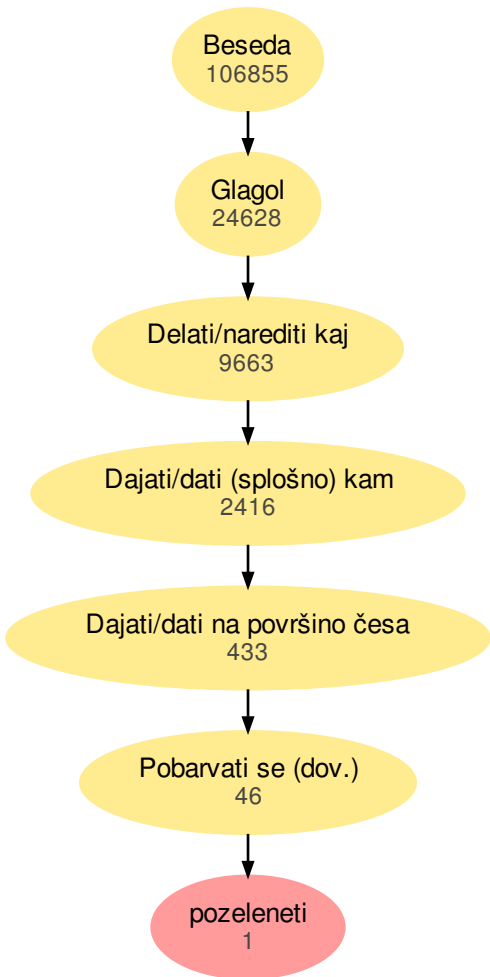 Beseda
106855
Glagol
24628
Delati/narediti kaj
9663
Dajati/dati (splošno) kam
2416
Dajati/dati na površino česa
433
Pobarvati se (dov.)
46
pozeleneti
1